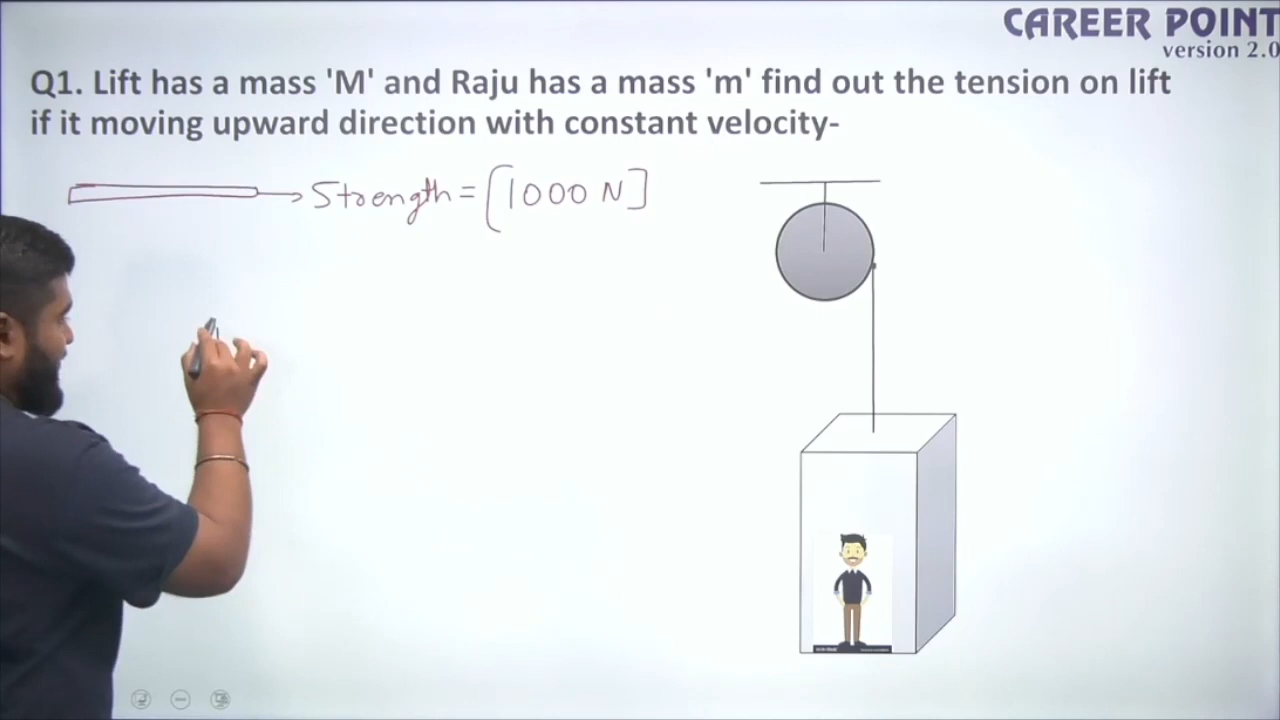 CAREER POINT
version 2.0
Q1. Lift has a mass 'M' and Raju has a mass 'm' find out the tension on lift
if it moving upward direction with constant velocity-
Strength = [1000 N]